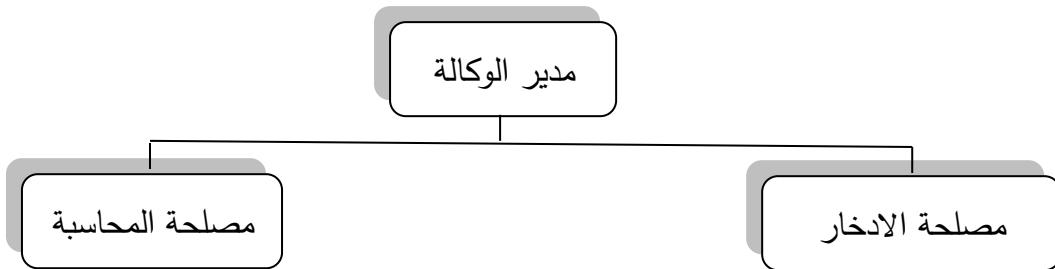 مدير الوكالة
مصلحة الادخار
مصلحة المحاسبة